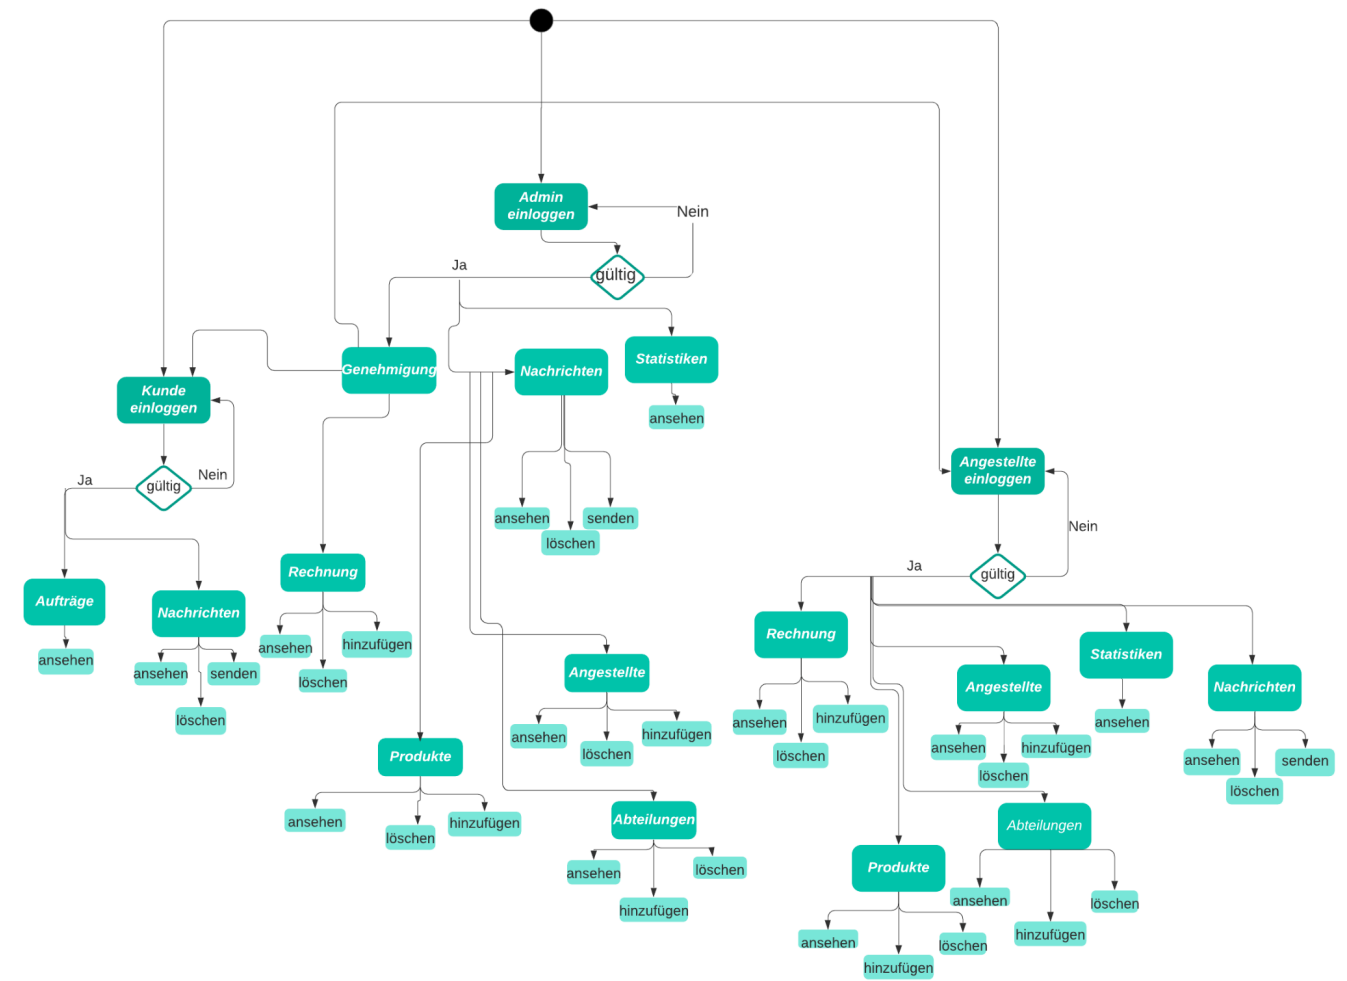 Admin
einloggen
Nein
gültig
Ja
Genehmigung
Nachrichten
Statistiken
ansehen
ansehen
löschen
senden
Kunde
einloggen
gültig
Ja
Nein
Aufträge
ansehen
Nachrichten
ansehen
senden
löschen
Rechnung
ansehen
hinzufügen
löschen
Produkte
ansehen
löschen
hinzufügen
Angestellte
ansehen
löschen
hinzufügen
Abteilungen
ansehen
löschen
hinzufügen
Angestellte
einloggen
Nein
gültig
Ja
Rechnung
ansehen
hinzufügen
löschen
Angestellte
ansehen
hinzufügen
löschen
Statistiken
ansehen
Nachrichten
ansehen
senden
löschen
Abteilungen
ansehen
löschen
hinzufügen
Produkte
ansehen
löschen
hinzufügen